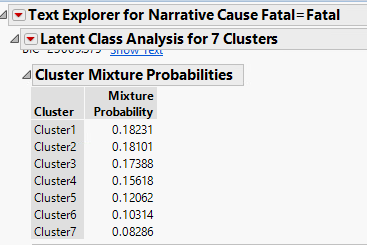 Text Explorer for Narrative Cause Fatal=Fatal
Latent Class Analysis for 7 Clusters
Show Text
Cluster Mixture Probabilities
Mixture
Cluster Probability
Cluster1 0.18231
Cluster2 0.18101
Cluster3 0.17388
Cluster4 0.15618
Cluster5 0.12062
Cluster6 0.10314
Cluster7 0.08286